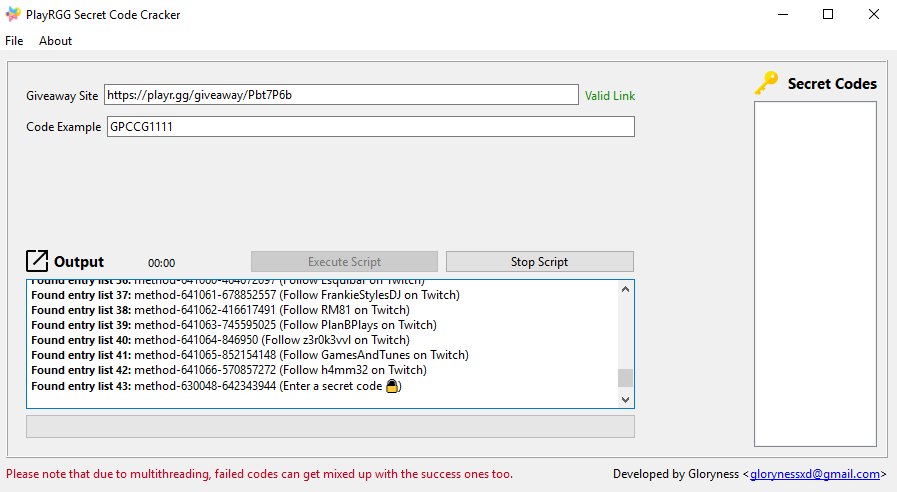 PlayRGG Secret Code Cracker
File About
Giveaway Site https://playr.gg/giveaway/Pbt7P6b Valid Link
Secret Codes
Code Example GPCCG1111
Output 00:00 Execute Script Stop Script
Found entry list 36: method-641060-464672097 (Follow Esquibar on Twitch)
Found entry list 37: method-641061-678852557 (Follow FrankieStylesDJ on Twitch)
Found entry list 38: method-641062-416617491 (Follow RM81 on Twitch)
Found entry list 39: method-641063-745595025 (Follow PlanBPlays on Twitch)
Found entry list 40: method-641064-846950 (Follow z3r0k3vvl on Twitch)
Found entry list 41: method-641065-852154148 (Follow GamesAndTunes on Twitch)
Found entry list 42: method-641066-570857272 (Follow h4mm32 on Twitch)
Found entry list 43: method-630048-642343944 (Enter a secret code 🔒)
Please note that due to multithreading, failed codes can get mixed up with the success ones too.
Developed by Gloryness <glorynessxd@gmail.com>